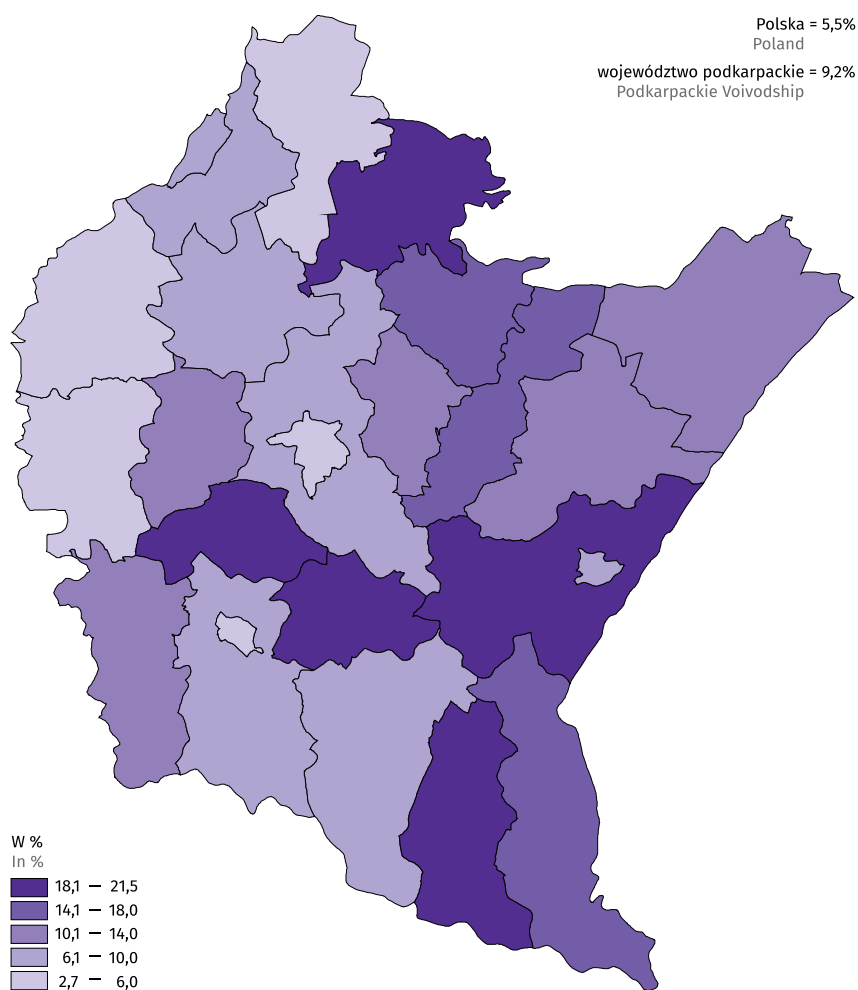 Polska = 5,5%
Poland
województwo podkarpackie = 9,2%
Podkarpackie Voivodship
W %
In %
18,1 – 21,5
14,1 – 18,0
10,1 – 14,0
6,1 – 10,0
2,7 – 6,0